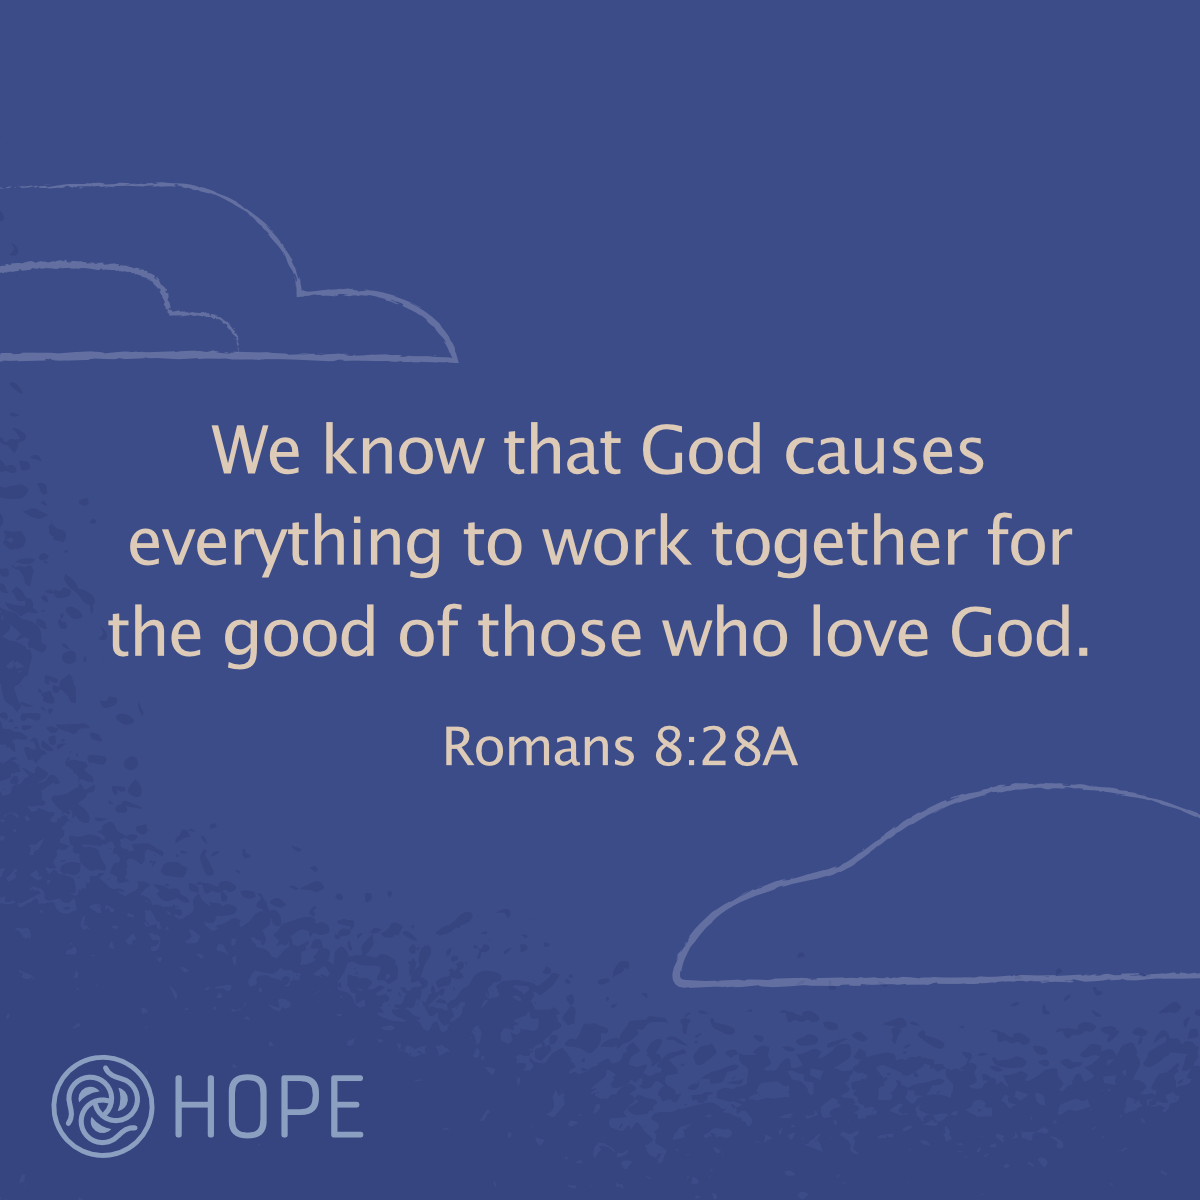 We know that God causes
everything to work together for
the good of those who love God.
Romans 8:28A
HOPE